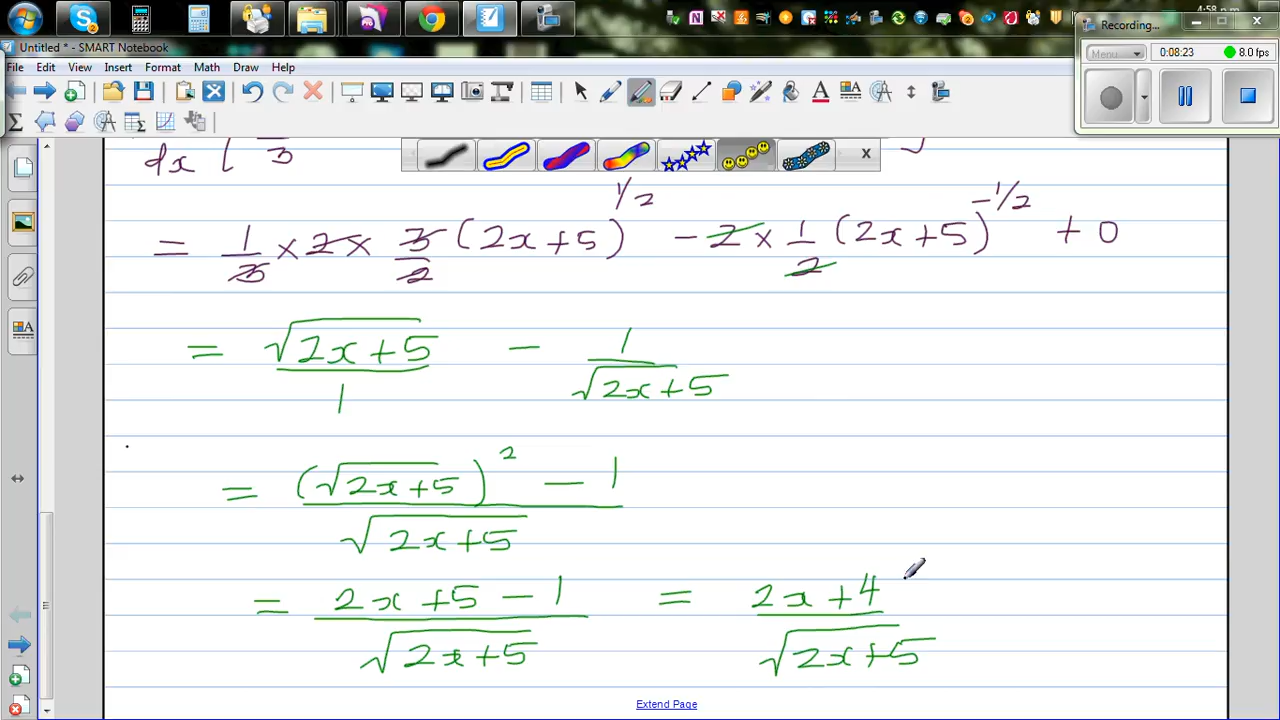 4:58 p.m.
Recording...
Untitled * - SMART Notebook
Menu
0:08:23
8.0 fps
File Edit View Insert Format Math Draw Help
dx 3
= 1/3 × 2 × 3/2 (2x+5)^1/2 - 2 × 1/2 (2x+5)^-1/2 + 0
= √(2x+5)/1 - 1/√(2x+5)
= ((√(2x+5))² - 1)/√(2x+5)
= (2x+5-1)/√(2x+5) = (2x+4)/√(2x+5)
Extend Page